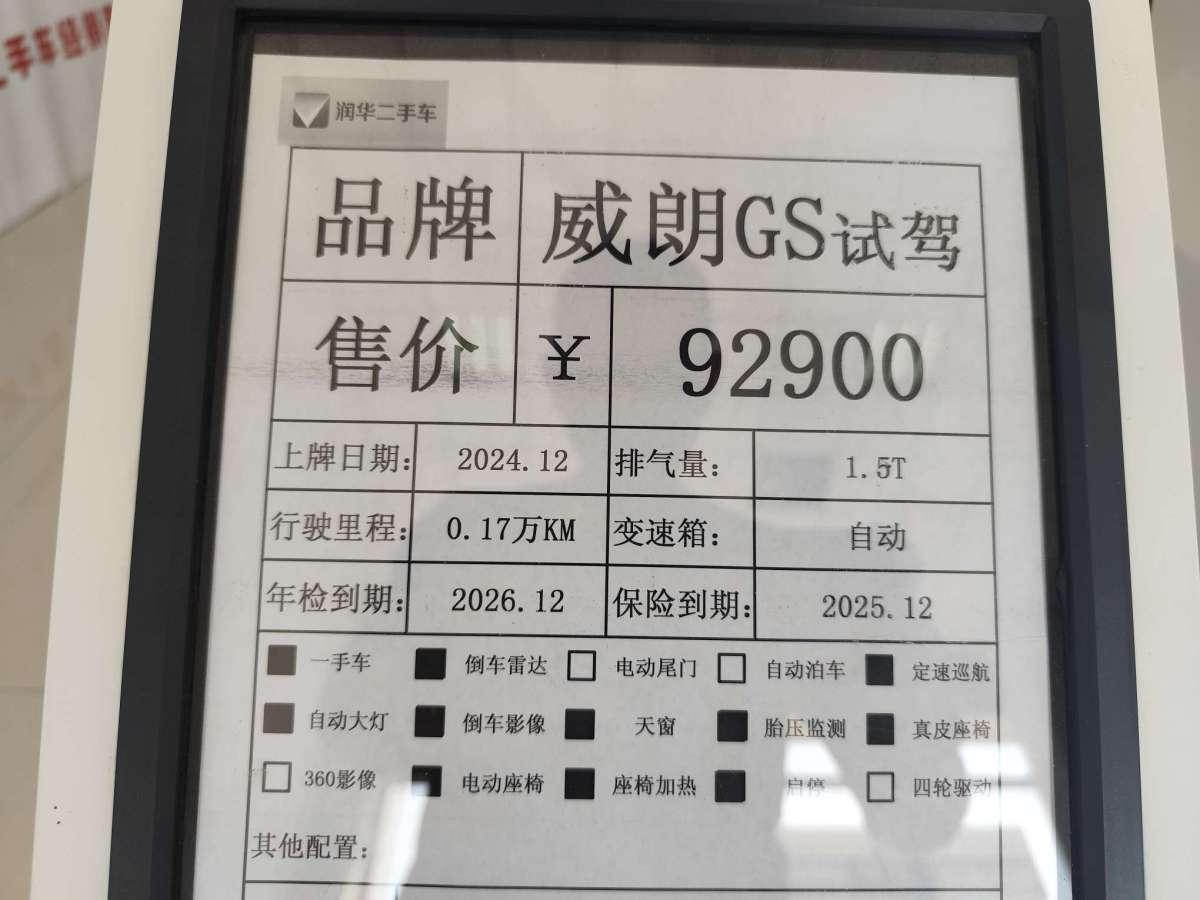 手车经
润华二手车
品牌 威朗GS试驾
售价 ¥ 92900
上牌日期: 2024.12 排气量: 1.5T
行驶里程: 0.17万KM 变速箱: 自动
年检到期: 2026.12 保险到期: 2025.12
■ 一手车 ■ 倒车雷达 □ 电动尾门 □ 自动泊车 ■ 定速巡航
■ 自动大灯 ■ 倒车影像 ■ 天窗 ■ 胎压监测 ■ 真皮座椅
□ 360影像 ■ 电动座椅 ■ 座椅加热 ■ 启停 □ 四轮驱动
其他配置: